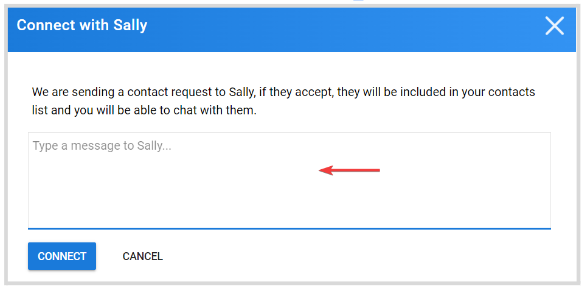 Connect with Sally
We are sending a contact request to Sally, if they accept, they will be included in your contacts
list and you will be able to chat with them.
Type a message to Sally...
CONNECT
CANCEL